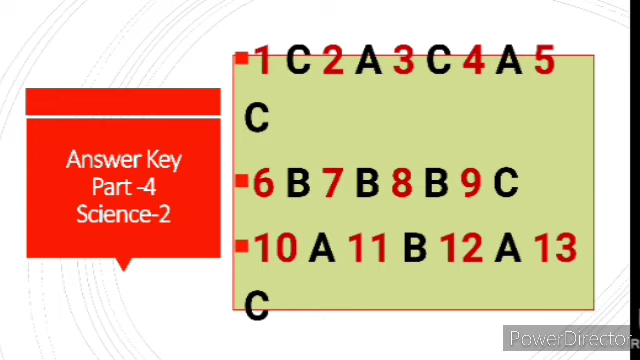 Answer Key
Part -4
Science-2
1 C 2 A 3 C 4 A 5
C
6 B 7 B 8 B 9 C
10 A 11 B 12 A 13
C
PowerDirector